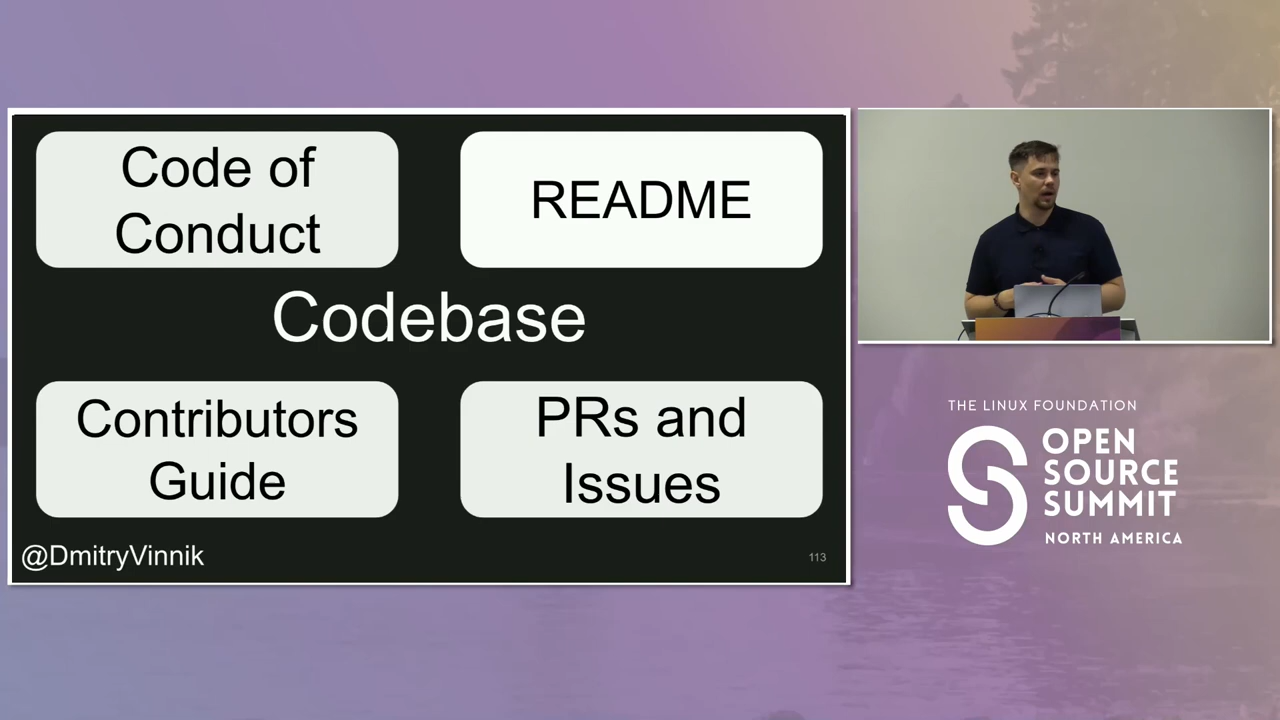 Code of
Conduct
README
Codebase
Contributors
Guide
PRs and
Issues
@DmitryVinnik
113
THE LINUX FOUNDATION
OPEN
SOURCE
SUMMIT
NORTH AMERICA